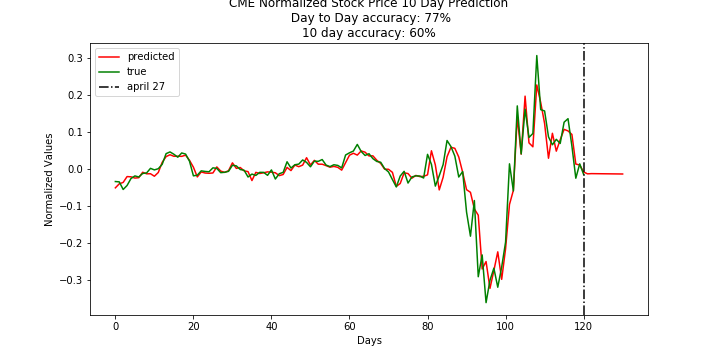 CME Normalized Stock Price 10 Day Prediction
Day to Day accuracy: 77%
10 day accuracy: 60%
predicted
true
april 27
Normalized Values
0.3
0.2
0.1
0.0
−0.1
−0.2
−0.3
0 20 40 60 80 100 120
Days